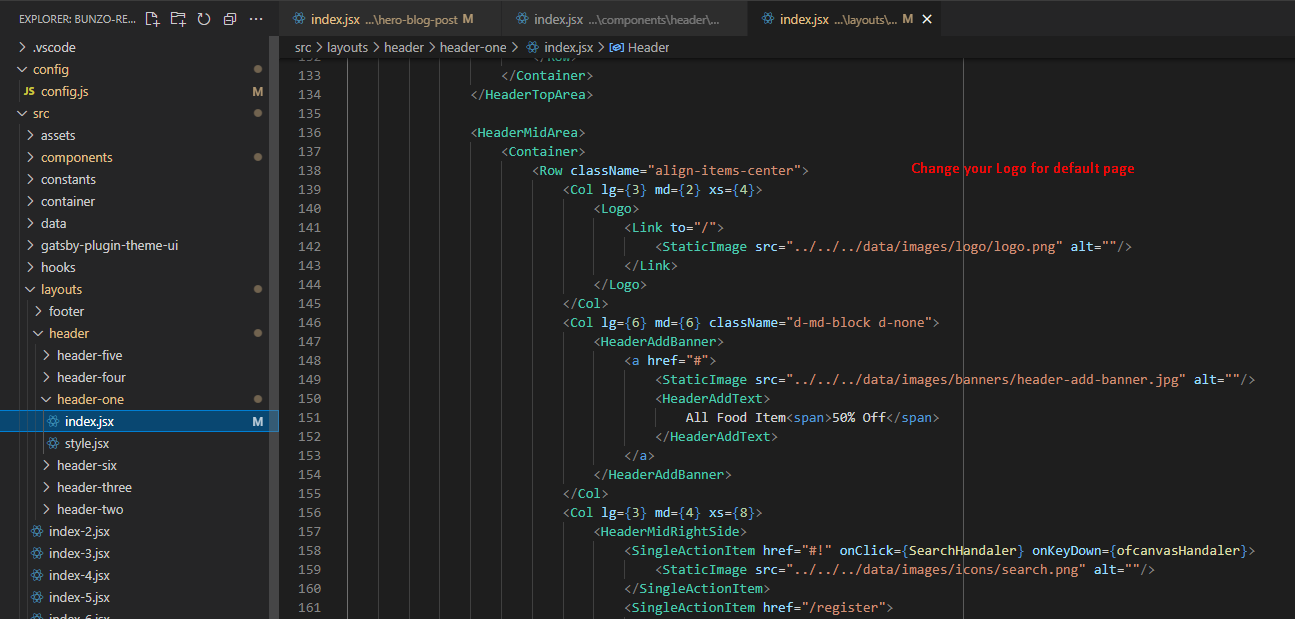 EXPLORER: BUNZO-RE...
index.jsx ...\hero-blog-post M
index.jsx ...\components\header\...
index.jsx ...\layouts\... M
src > layouts > header > header-one > index.jsx > Header
.vscode
config
JS config.js M
src
assets
components
constants
container
data
gatsby-plugin-theme-ui
hooks
layouts
footer
header
header-five
header-four
header-one
index.jsx M
style.jsx
header-six
header-three
header-two
index-2.jsx
index-3.jsx
index-4.jsx
index-5.jsx
index-6.jsx
132 </Row>
133 </Container>
134 </HeaderTopArea>
135
136 <HeaderMidArea>
137 <Container>
138 <Row className="align-items-center">
Change your Logo for default page
139 <Col lg={3} md={2} xs={4}>
140 <Logo>
141 <Link to="/">
142 <StaticImage src="../../../data/images/logo/logo.png" alt=""/>
143 </Link>
144 </Logo>
145 </Col>
146 <Col lg={6} md={6} className="d-md-block d-none">
147 <HeaderAddBanner>
148 <a href="#">
149 <StaticImage src="../../../data/images/banners/header-add-banner.jpg" alt=""/>
150 <HeaderAddText>
151 All Food Item<span>50% Off</span>
152 </HeaderAddText>
153 </a>
154 </HeaderAddBanner>
155 </Col>
156 <Col lg={3} md={4} xs={8}>
157 <HeaderMidRightSide>
158 <SingleActionItem href="#!" onClick={SearchHandaler} onKeyDown={ofcanvasHandaler}>
159 <StaticImage src="../../../data/images/icons/search.png" alt=""/>
160 </SingleActionItem>
161 <SingleActionItem href="/register">